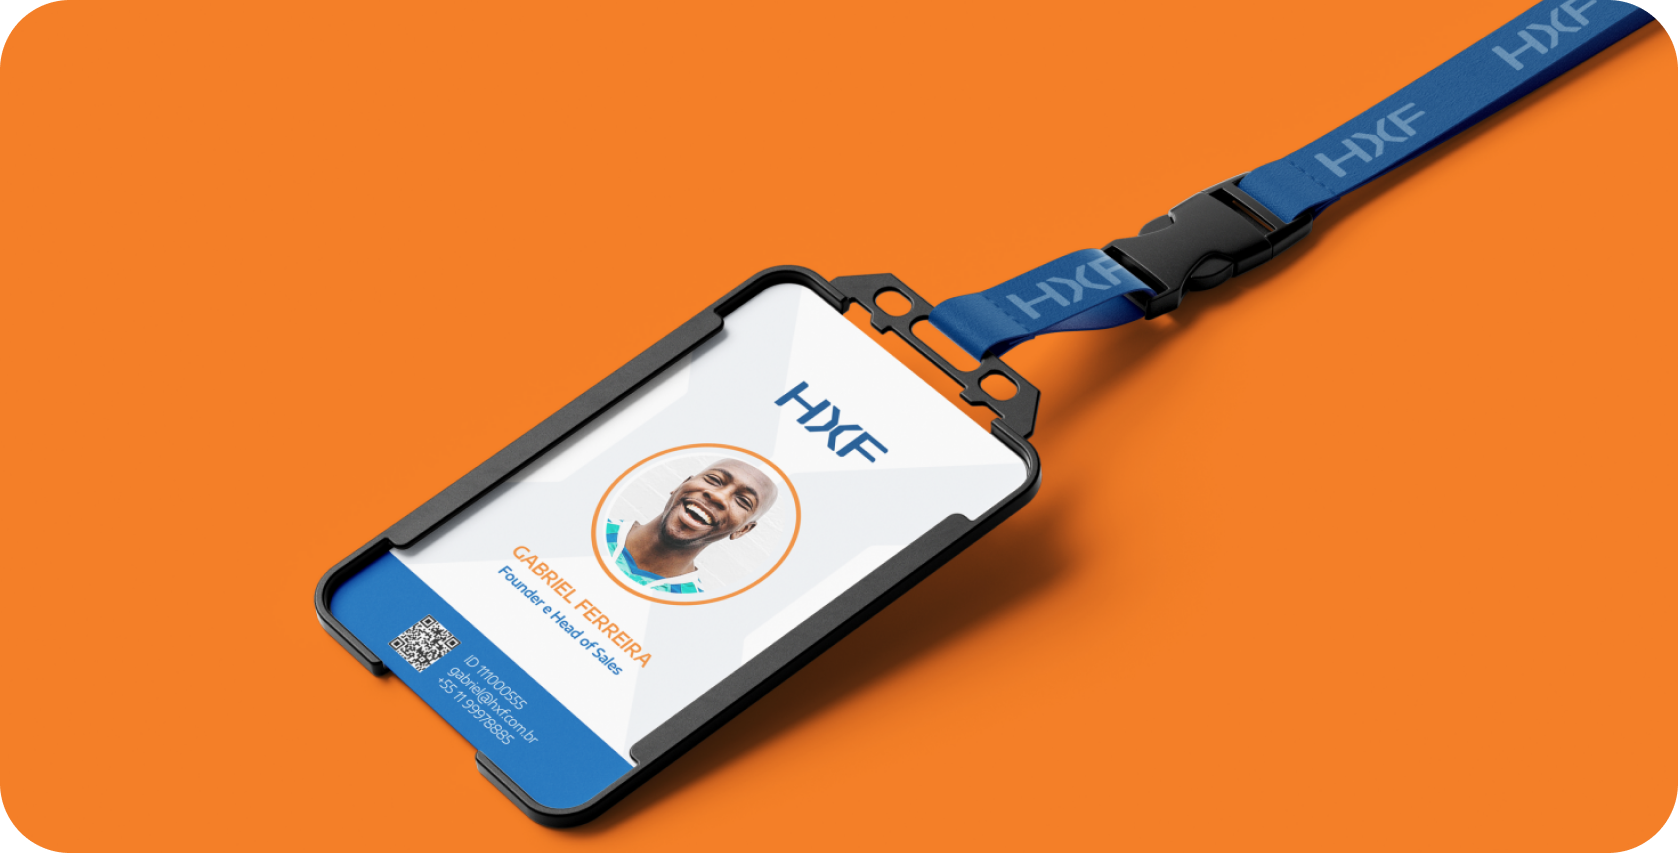 HXF
HXF
HXF
HXF
GABRIEL FERREIRA
Founder e Head of Sales
ID 111000555
gabriel@hxf.com.br
+55 11 99978885